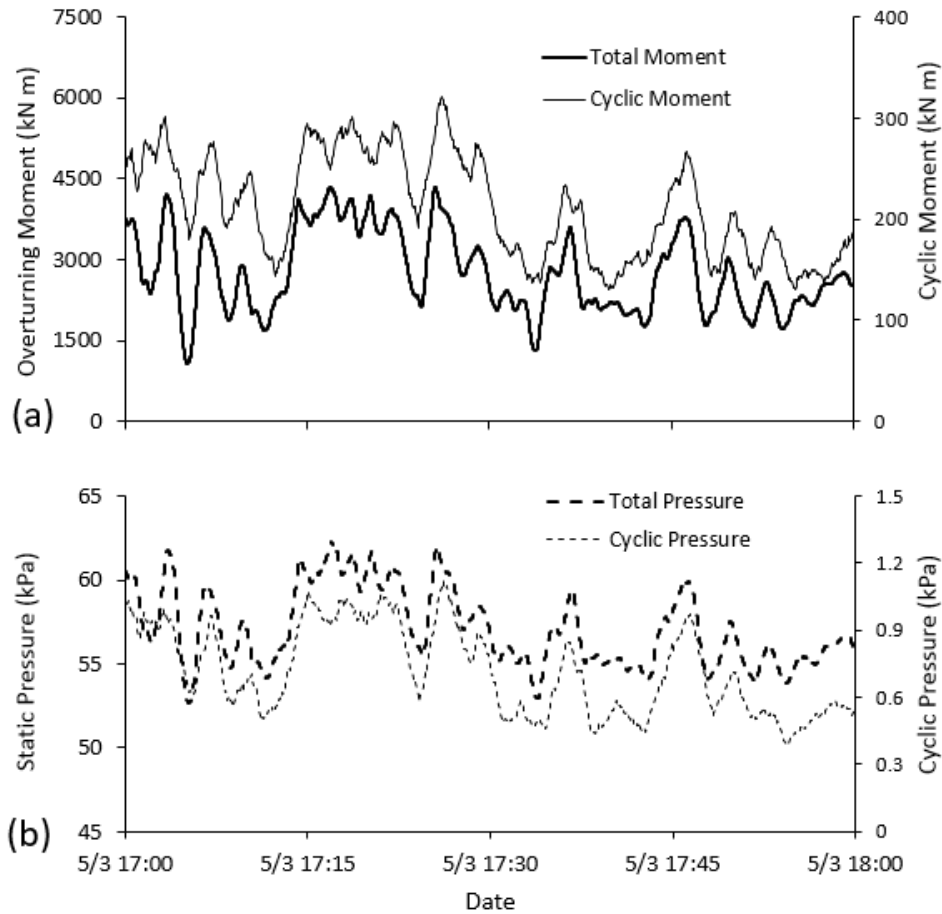 7500
6000
4500
3000
1500
0
Overturning Moment (kN m)
Total Moment
Cyclic Moment
400
300
200
100
0
Cyclic Moment (kN m)
(a)
65
60
55
50
45
Static Pressure (kPa)
Total Pressure
Cyclic Pressure
1.5
1.2
0.9
0.6
0.3
0
Cyclic Pressure (kPa)
(b)
5/3 17:00 5/3 17:15 5/3 17:30 5/3 17:45 5/3 18:00
Date